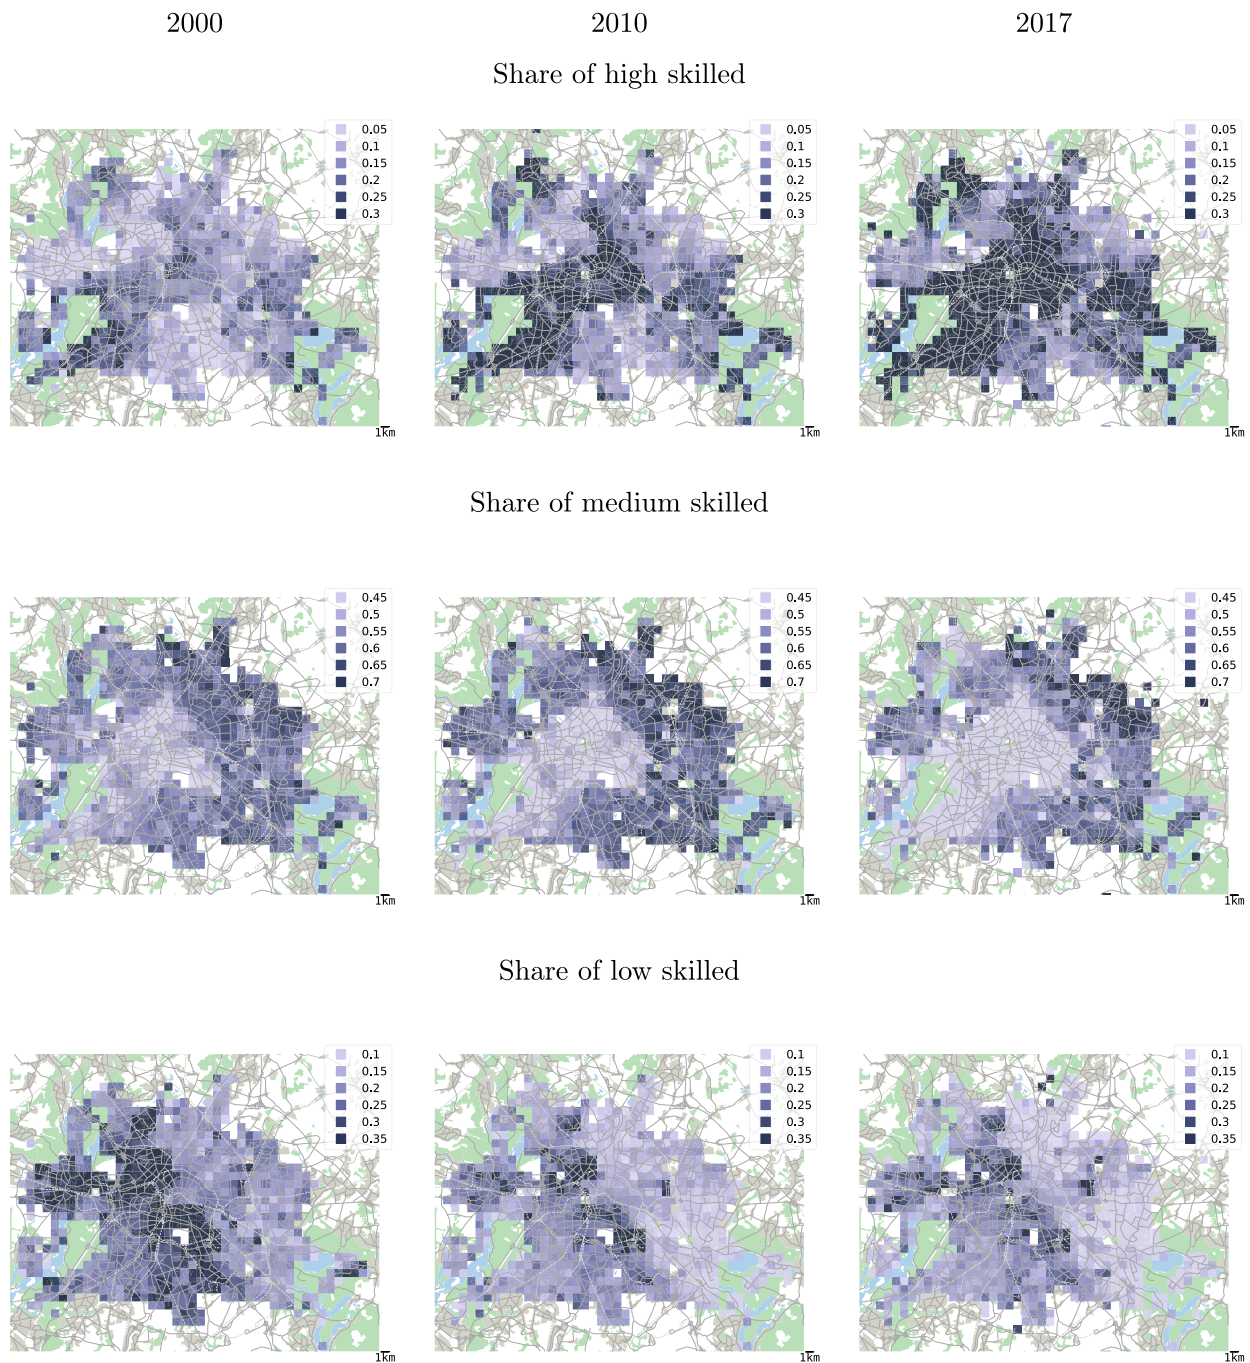 2000 2010 2017
Share of high skilled
0.05 0.05 0.05
0.1 0.1 0.1
0.15 0.15 0.15
0.2 0.2 0.2
0.25 0.25 0.25
0.3 0.3 0.3
1km 1km 1km
Share of medium skilled
0.45 0.45 0.45
0.5 0.5 0.5
0.55 0.55 0.55
0.6 0.6 0.6
0.65 0.65 0.65
0.7 0.7 0.7
1km 1km 1km
Share of low skilled
0.1 0.1 0.1
0.15 0.15 0.15
0.2 0.2 0.2
0.25 0.25 0.25
0.3 0.3 0.3
0.35 0.35 0.35
1km 1km 1km